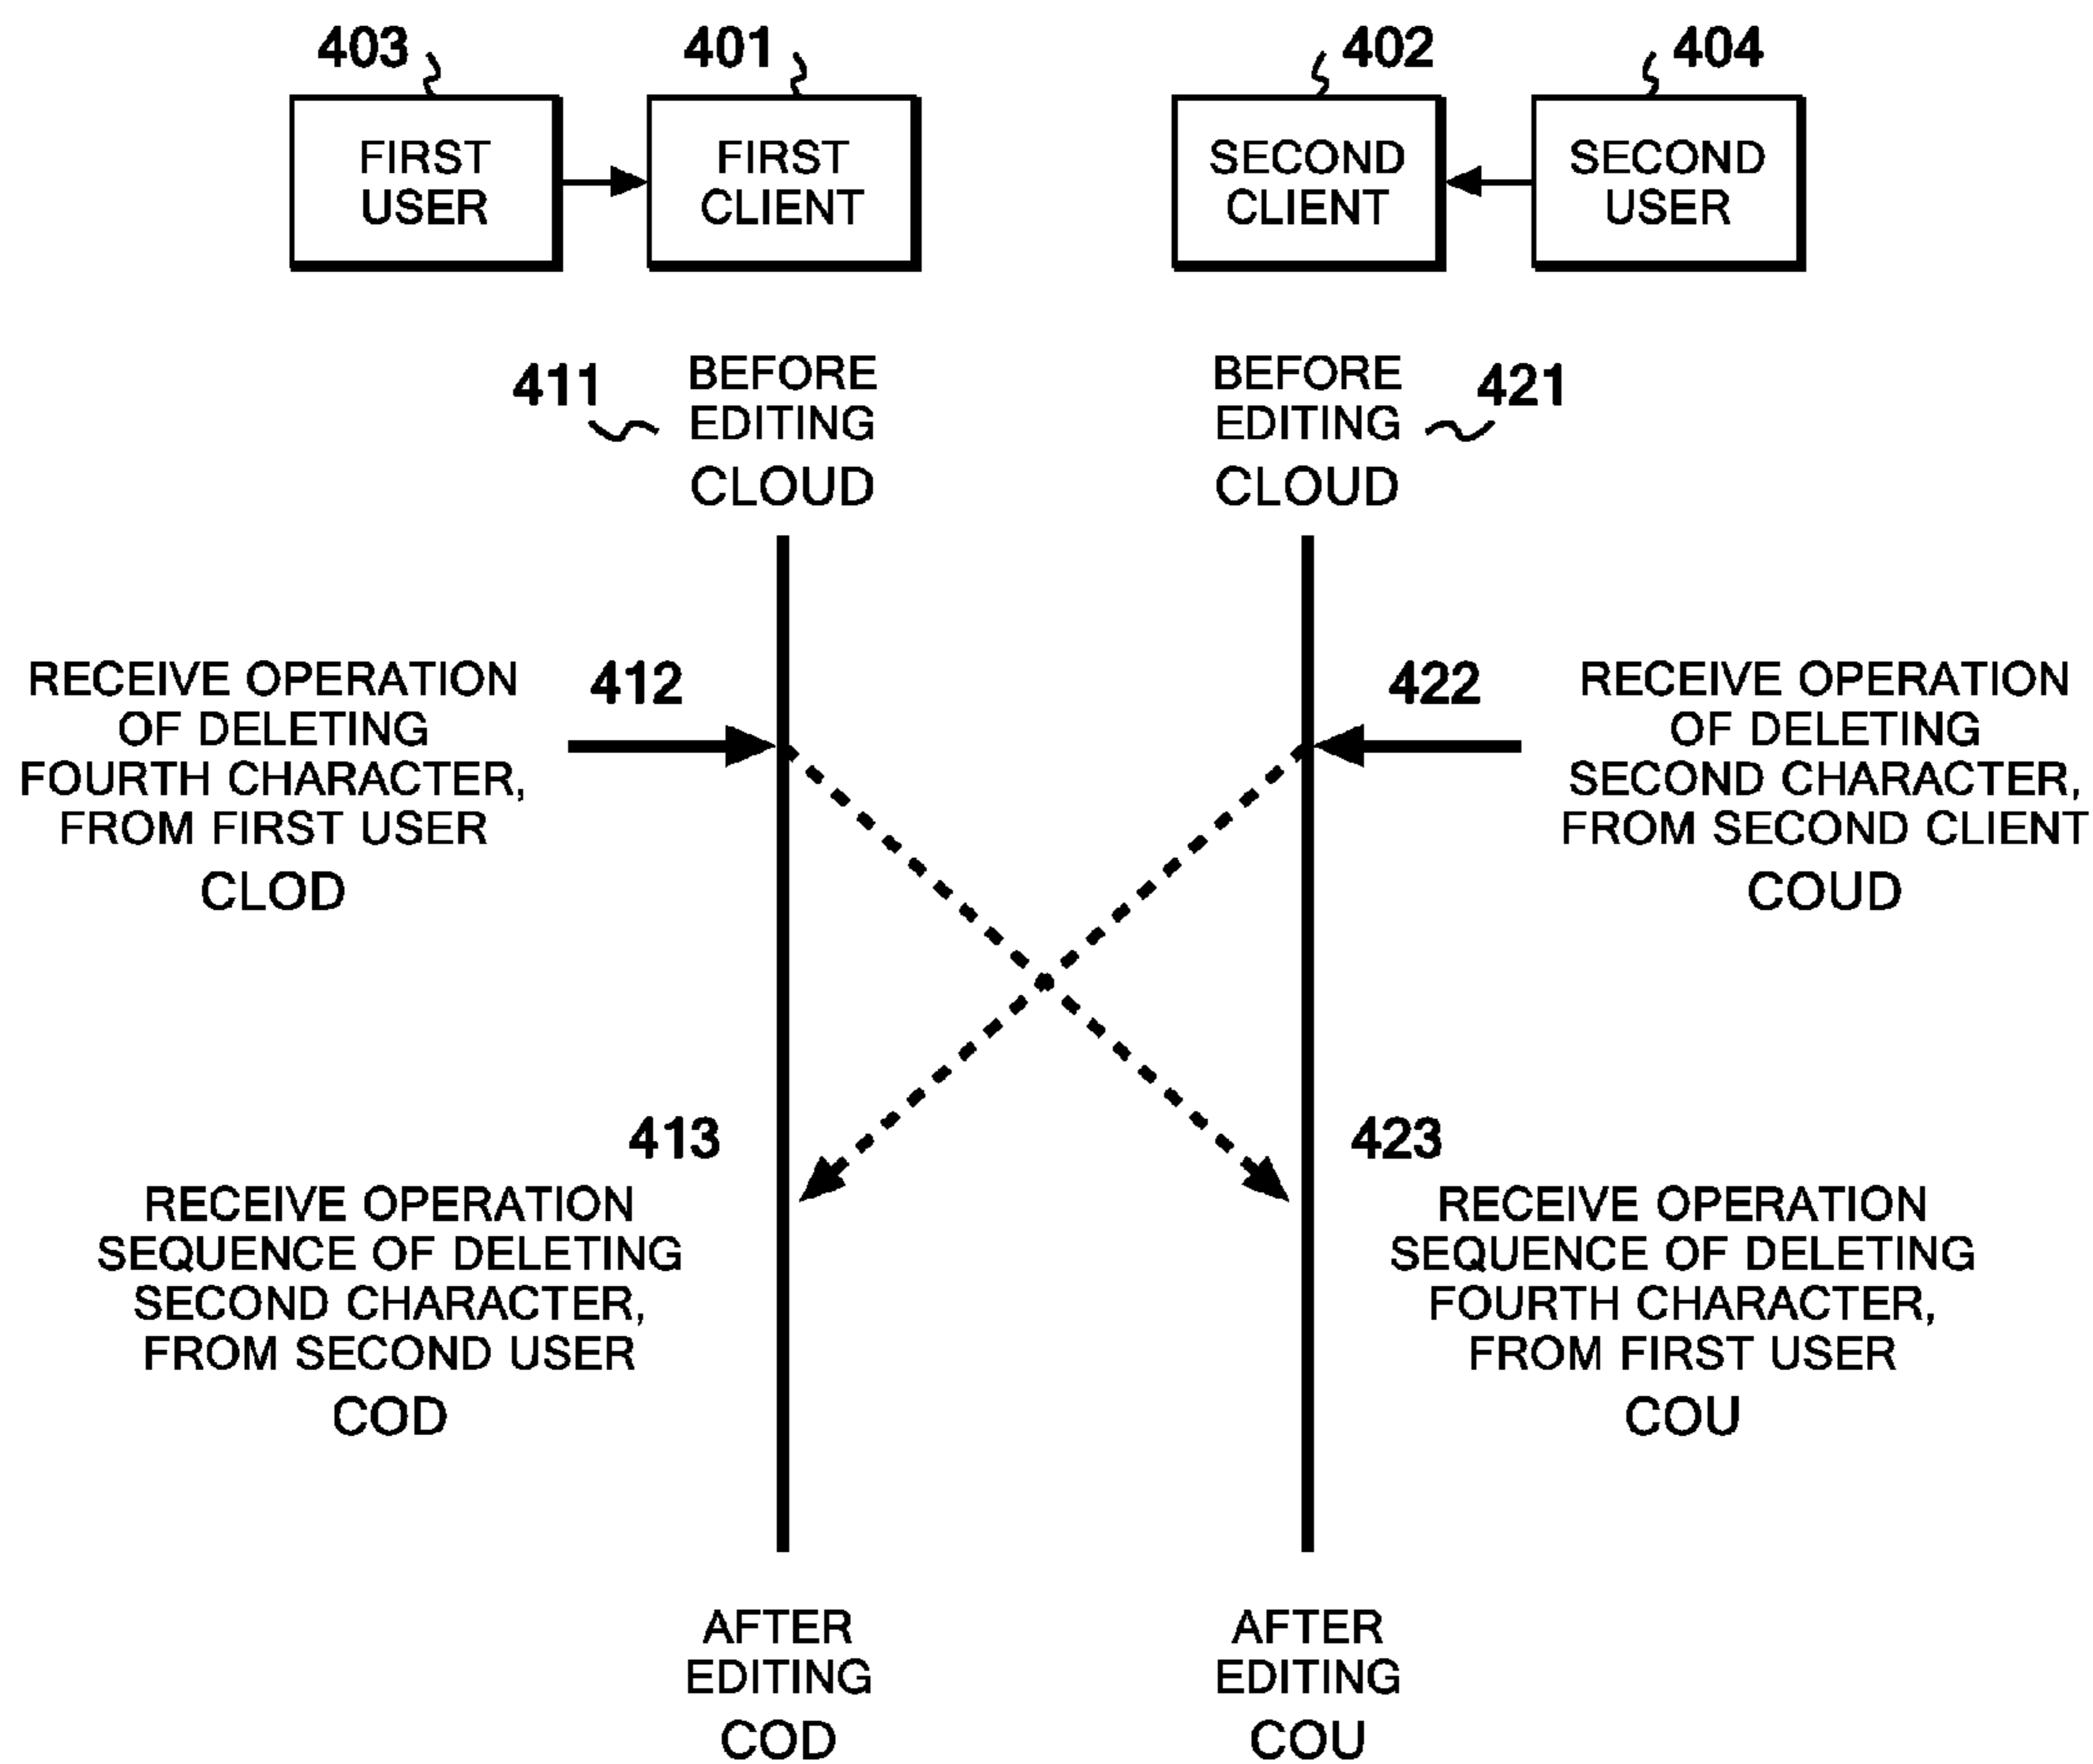 403
401
402
404
FIRST
USER
FIRST
CLIENT
SECOND
CLIENT
SECOND
USER
411
BEFORE
EDITING
CLOUD
BEFORE
EDITING
CLOUD
421
RECEIVE OPERATION
OF DELETING
FOURTH CHARACTER,
FROM FIRST USER
CLOD
412
422
RECEIVE OPERATION
OF DELETING
SECOND CHARACTER,
FROM SECOND CLIENT
COUD
413
RECEIVE OPERATION
SEQUENCE OF DELETING
SECOND CHARACTER,
FROM SECOND USER
COD
423
RECEIVE OPERATION
SEQUENCE OF DELETING
FOURTH CHARACTER,
FROM FIRST USER
COU
AFTER
EDITING
COD
AFTER
EDITING
COU